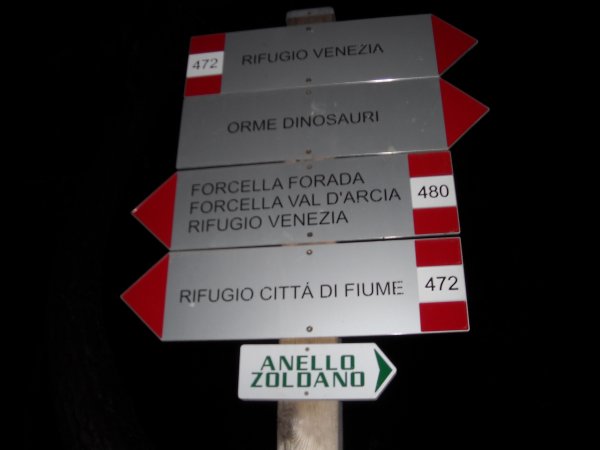 472
RIFUGIO VENEZIA
ORME DINOSAURI
FORCELLA FORADA
FORCELLA VAL D'ARCIA
RIFUGIO VENEZIA
480
RIFUGIO CITTÁ DI FIUME
472
ANELLO
ZOLDANO